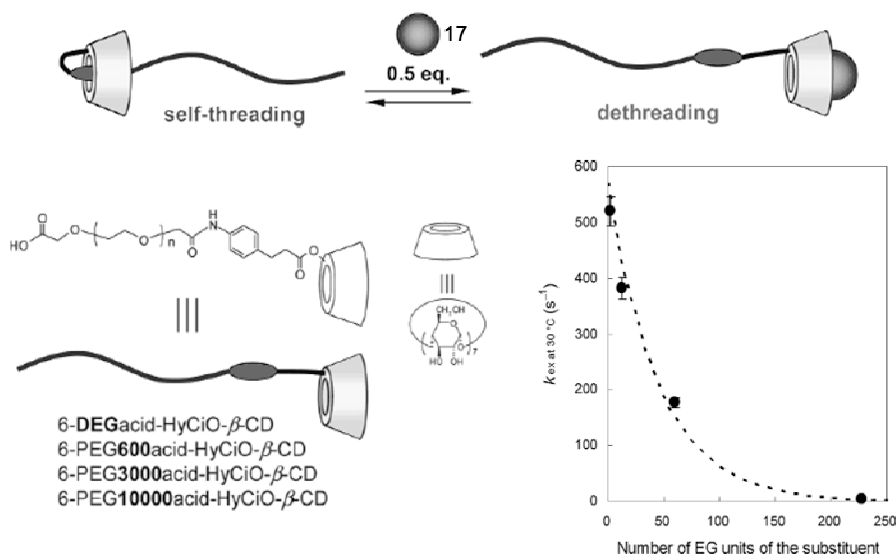 17
0.5 eq.
self-threading
dethreading
HO
O
O
O
n
O
H
N
O
O
CH2OH
O
O
HO
OH
7
6-DEGacid-HyCiO-β-CD
6-PEG600acid-HyCiO-β-CD
6-PEG3000acid-HyCiO-β-CD
6-PEG10000acid-HyCiO-β-CD
600
500
400
300
200
100
0
k ex at 30 °C (s⁻¹)
0 50 100 150 200 250
Number of EG units of the substituent